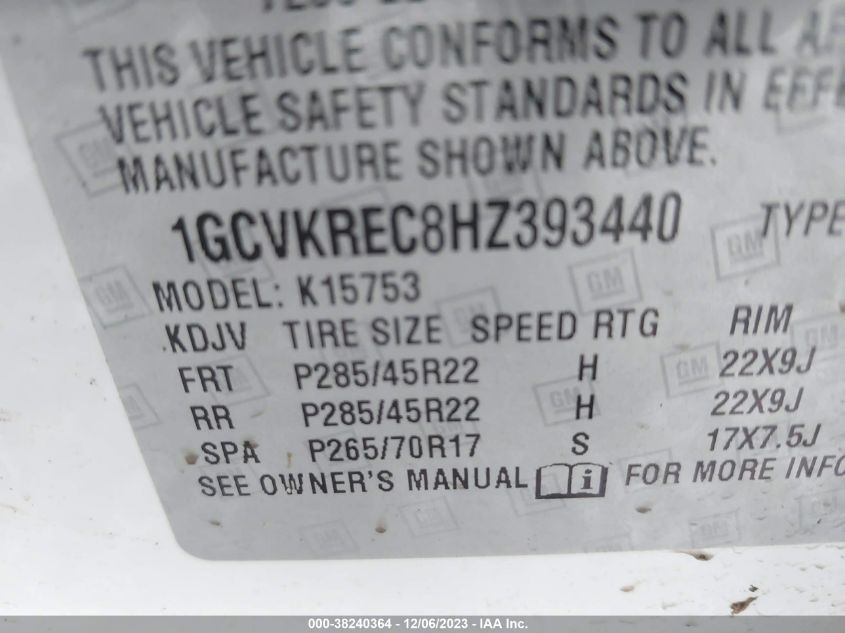 THIS VEHICLE CONFORMS TO ALL
VEHICLE SAFETY STANDARDS IN
MANUFACTURE SHOWN ABOVE.
1GCVKREC8HZ393440 TYPE
MODEL: K15753
KDJV TIRE SIZE SPEED RTG RIM
FRT P285/45R22 H 22X9J
RR P285/45R22 H 22X9J
SPA P265/70R17 S 17X7.5J
SEE OWNER'S MANUAL i FOR MORE INFO
GM
000-38240364 - 12/06/2023 - IAA Inc.